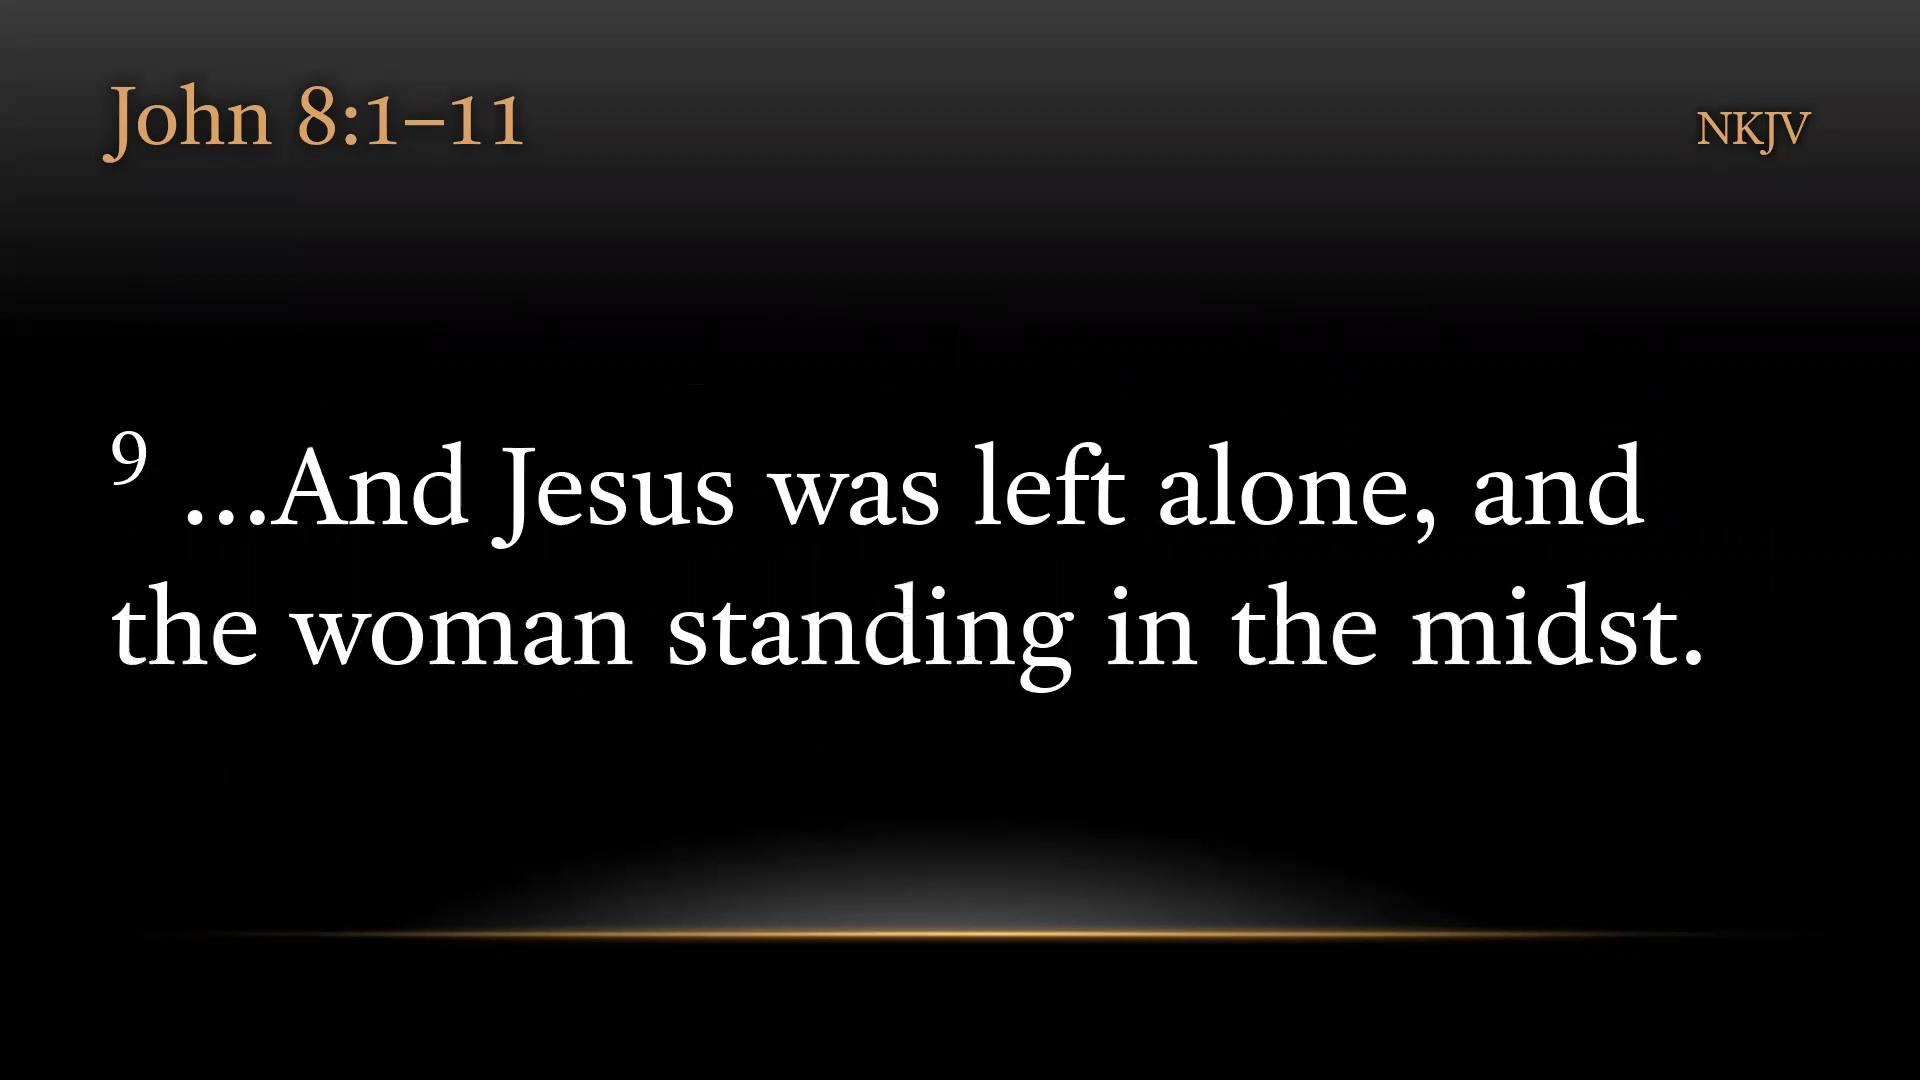 John 8:1–11
NKJV
9 ...And Jesus was left alone, and
the woman standing in the midst.